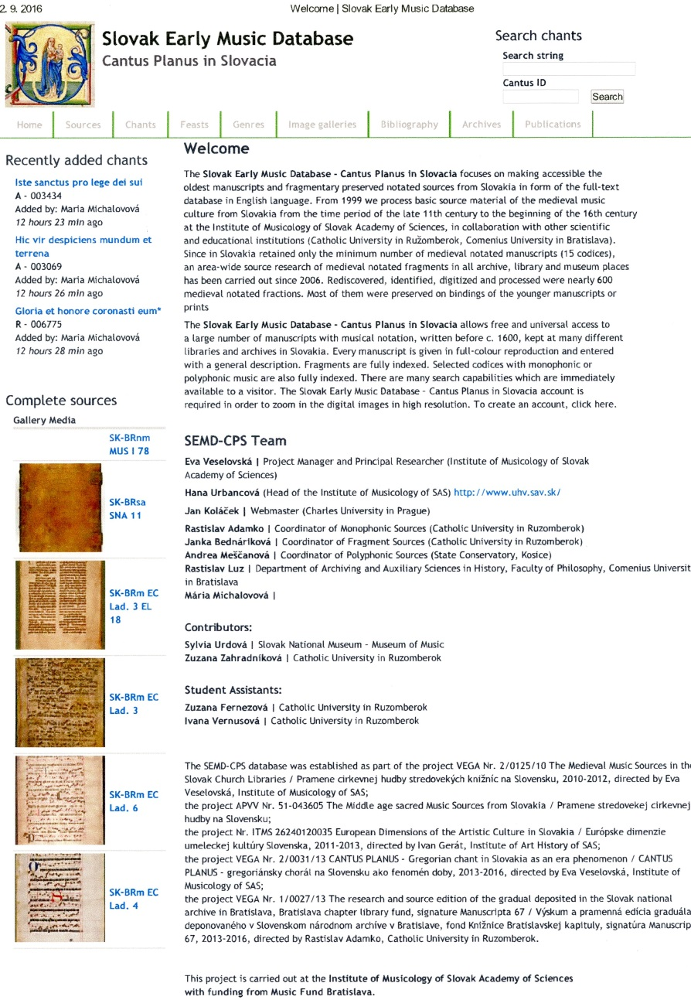 2. 9. 2016
Welcome | Slovak Early Music Database
Slovak Early Music Database
Cantus Planus in Slovacia
Search chants
Search string
Cantus ID
Search
Home
Sources
Chants
Feasts
Genres
Image galleries
Bibliography
Archives
Publications
Recently added chants
Iste sanctus pro lege dei sui
A - 003434
Added by: Maria Michalovová
12 hours 23 min ago
Hic vir despiciens mundum et
terrena
A - 003069
Added by: Maria Michalovová
12 hours 26 min ago
Gloria et honore coronasti eum*
R - 006775
Added by: Maria Michalovová
12 hours 28 min ago
Complete sources
Gallery Media
SK-BRnm
MUS I 78
SK-BRsa
SNA 11
SK-BRm EC
Lad. 3 EL
18
SK-BRm EC
Lad. 3
SK-BRm EC
Lad. 6
SK-BRm EC
Lad. 4
Welcome
The Slovak Early Music Database - Cantus Planus in Slovacia focuses on making accessible the
oldest manuscripts and fragmentary preserved notated sources from Slovakia in form of the full-text
database in English language. From 1999 we process basic source material of the medieval music
culture from Slovakia from the time period of the late 11th century to the beginning of the 16th century
at the Institute of Musicology of Slovak Academy of Sciences, in collaboration with other scientific
and educational institutions (Catholic University in Ružomberok, Comenius University in Bratislava).
Since in Slovakia retained only the minimum number of medieval notated manuscripts (15 codices),
an area-wide source research of medieval notated fragments in all archive, library and museum places
has been carried out since 2006. Rediscovered, identified, digitized and processed were nearly 600
medieval notated fractions. Most of them were preserved on bindings of the younger manuscripts or
prints
The Slovak Early Music Database - Cantus Planus in Slovacia allows free and universal access to
a large number of manuscripts with musical notation, written before c. 1600, kept at many different
libraries and archives in Slovakia. Every manuscript is given in full-colour reproduction and entered
with a general description. Fragments are fully indexed. Selected codices with monophonic or
polyphonic music are also fully indexed. There are many search capabilities which are immediately
available to a visitor. The Slovak Early Music Database - Cantus Planus in Slovacia account is
required in order to zoom in the digital images in high resolution. To create an account, click here.
SEMD-CPS Team
Eva Veselovská | Project Manager and Principal Researcher (Institute of Musicology of Slovak
Academy of Sciences)
Hana Urbancová (Head of the Institute of Musicology of SAS) http://www.uhv.sav.sk/
Jan Koláček | Webmaster (Charles University in Prague)
Rastislav Adamko | Coordinator of Monophonic Sources (Catholic University in Ruzomberok)
Janka Bednáriková | Coordinator of Fragment Sources (Catholic University in Ruzomberok)
Andrea Meščanová | Coordinator of Polyphonic Sources (State Conservatory, Kosice)
Rastislav Luz | Department of Archiving and Auxiliary Sciences in History, Faculty of Philosophy, Comenius Universit
in Bratislava
Mária Michalovová |
Contributors:
Sylvia Urdová | Slovak National Museum - Museum of Music
Zuzana Zahradníková | Catholic University in Ruzomberok
Student Assistants:
Zuzana Fernezová | Catholic University in Ruzomberok
Ivana Vernusová | Catholic University in Ruzomberok
The SEMD-CPS database was established as part of the project VEGA Nr. 2/0125/10 The Medieval Music Sources in the
Slovak Church Libraries / Pramene cirkevnej hudby stredovekých knižníc na Slovensku, 2010-2012, directed by Eva
Veselovská, Institute of Musicology of SAS;
the project APVV Nr. 51-043605 The Middle age sacred Music Sources from Slovakia / Pramene stredovekej cirkevnej
hudby na Slovensku;
the project Nr. ITMS 26240120035 European Dimensions of the Artistic Culture in Slovakia / Európske dimenzie
umeleckej kultúry Slovenska, 2011-2013, directed by Ivan Gerát, Institute of Art History of SAS;
the project VEGA Nr. 2/0031/13 CANTUS PLANUS - Gregorian chant in Slovakia as an era phenomenon / CANTUS
PLANUS - gregoriánsky chorál na Slovensku ako fenomén doby, 2013-2016, directed by Eva Veselovská, Institute of
Musicology of SAS;
the project VEGA Nr. 1/0027/13 The research and source edition of the gradual deposited in the Slovak national
archive in Bratislava, Bratislava chapter library fund, signature Manuscripta 67 / Výskum a pramenná edícia graduála
deponovaného v Slovenskom národnom archíve v Bratislave, fond Knižnice Bratislavskej kapituly, signatúra Manuscrip
67, 2013-2016, directed by Rastislav Adamko, Catholic University in Ruzomberok.
This project is carried out at the Institute of Musicology of Slovak Academy of Sciences
with funding from Music Fund Bratislava.